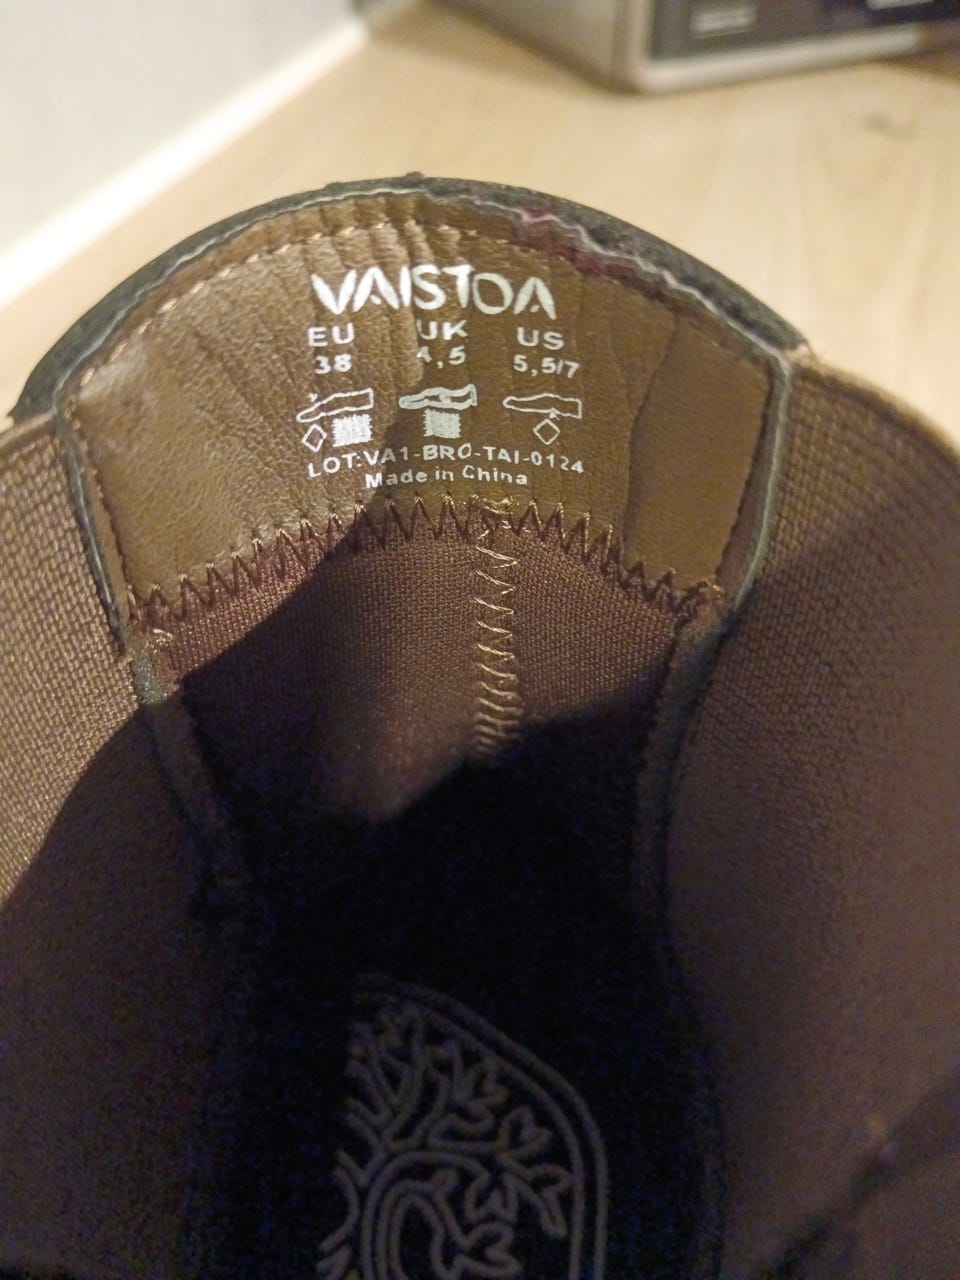 VAISTOA
EU UK US
38 4,5 5,5/7
LOT:VA1-BRO-TAI-0124
Made in China